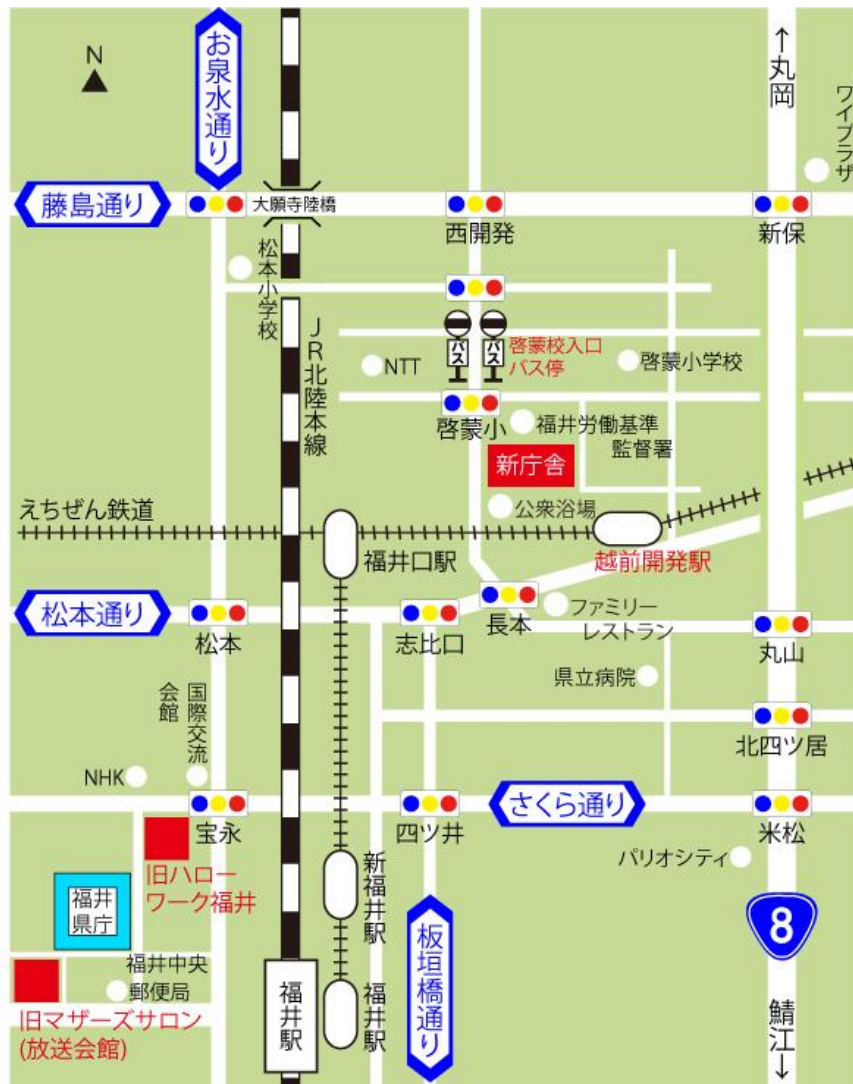 N
お泉水通り
↑丸岡
ワイプラザ
藤島通り
大願寺陸橋
西開発
新保
松本小学校
JR北陸本線
バス
バス
啓蒙校入口
バス停
NTT
啓蒙小学校
啓蒙小
福井労働基準
監督署
新庁舎
公衆浴場
えちぜん鉄道
福井口駅
越前開発駅
松本通り
松本
志比口
長本
ファミリー
レストラン
丸山
県立病院
国際交流
会館
北四ツ居
NHK
宝永
四ツ井
さくら通り
米松
旧ハロー
ワーク福井
パリオシティ
新福井駅
福井
県庁
8
板垣橋通り
福井中央
郵便局
福井駅
福井駅
旧マザーズサロン
(放送会館)
鯖江↓